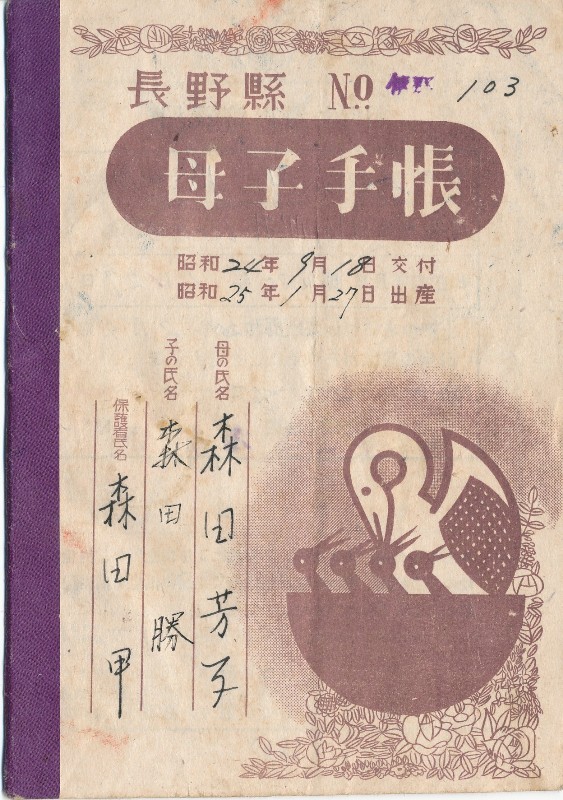 長野縣 No. 103
母子手帳
昭和24年9月18日交付
昭和25年1月27日出産
母の氏名 森田芳子
子の氏名 森田勝
保護者氏名 森田甲